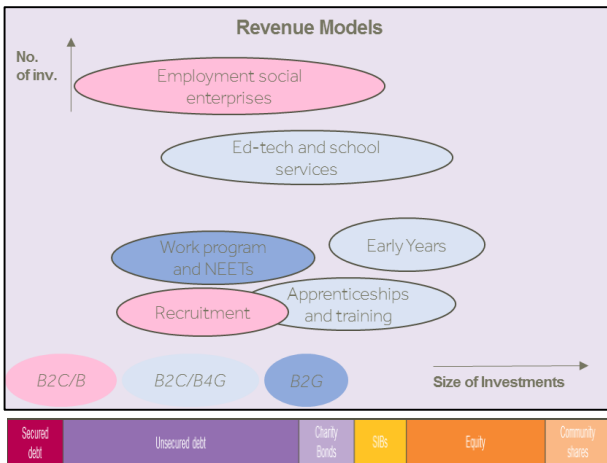 Revenue Models
No.
of inv.
Employment social
enterprises
Ed-tech and school
services
Work program
and NEETs
Early Years
Apprenticeships
and training
Recruitment
B2C/B
B2C/B4G
B2G
Size of Investments
Secured
debt
Unsecured debt
Charity
Bonds
SIBs
Equity
Community
shares